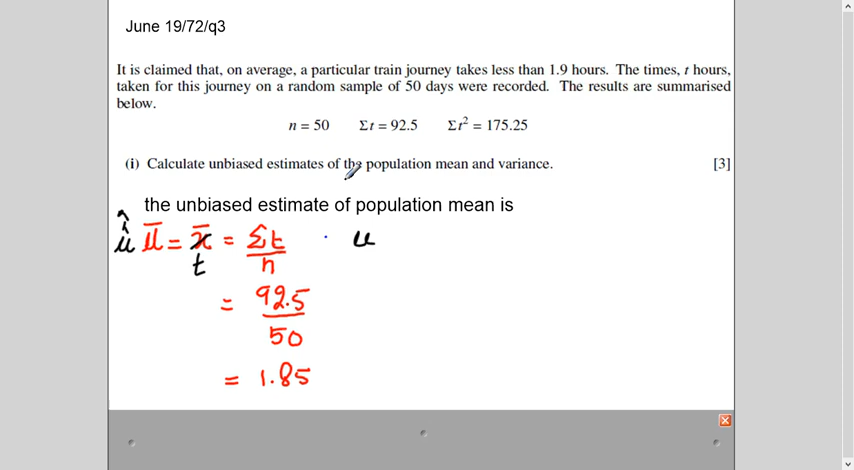 June 19/72/q3
It is claimed that, on average, a particular train journey takes less than 1.9 hours. The times, t hours,
taken for this journey on a random sample of 50 days were recorded. The results are summarised
below.
n = 50 Σt = 92.5 Σt² = 175.25
(i) Calculate unbiased estimates of the population mean and variance. [3]
the unbiased estimate of population mean is
μ̂ μ̅ = x̅ = Σt/n μ
t
= 92.5/50
= 1.85